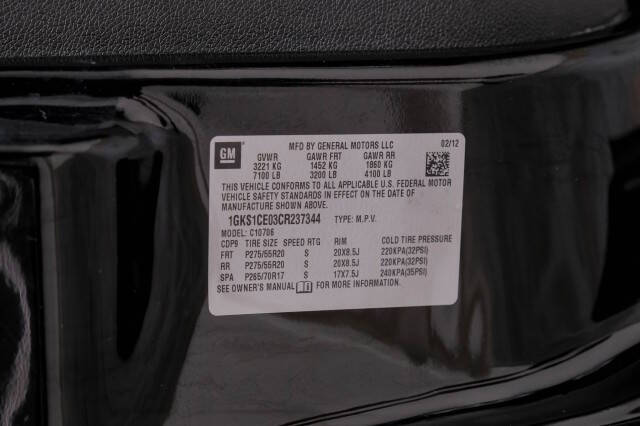 GM MFD BY GENERAL MOTORS LLC 02/12
GVWR GAWR FRT GAWR RR
3221 KG 1452 KG 1860 KG
7100 LB 3200 LB 4100 LB
THIS VEHICLE CONFORMS TO ALL APPLICABLE U.S. FEDERAL MOTOR
VEHICLE SAFETY STANDARDS IN EFFECT ON THE DATE OF
MANUFACTURE SHOWN ABOVE.
1GKS1CE03CR237344 TYPE: M.P.V.
MODEL: C10706
CDP9 TIRE SIZE SPEED RTG RIM COLD TIRE PRESSURE
FRT P275/55R20 S 20X8.5J 220KPA(32PSI)
RR P275/55R20 S 20X8.5J 220KPA(32PSI)
SPA P265/70R17 S 17X7.5J 240KPA(35PSI)
SEE OWNER'S MANUAL FOR MORE INFORMATION.